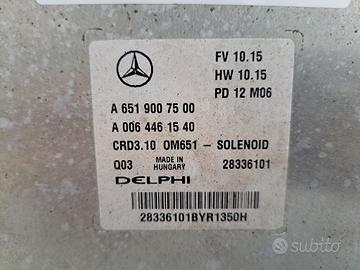 FV 10.15
HW 10.15
PD 12 M06
A 651 900 75 00
A 006 446 15 40
CRD3.10 OM651 - SOLENOID
Q03 MADE IN HUNGARY 28336101
DELPHI
28336101BYR1350H
subito